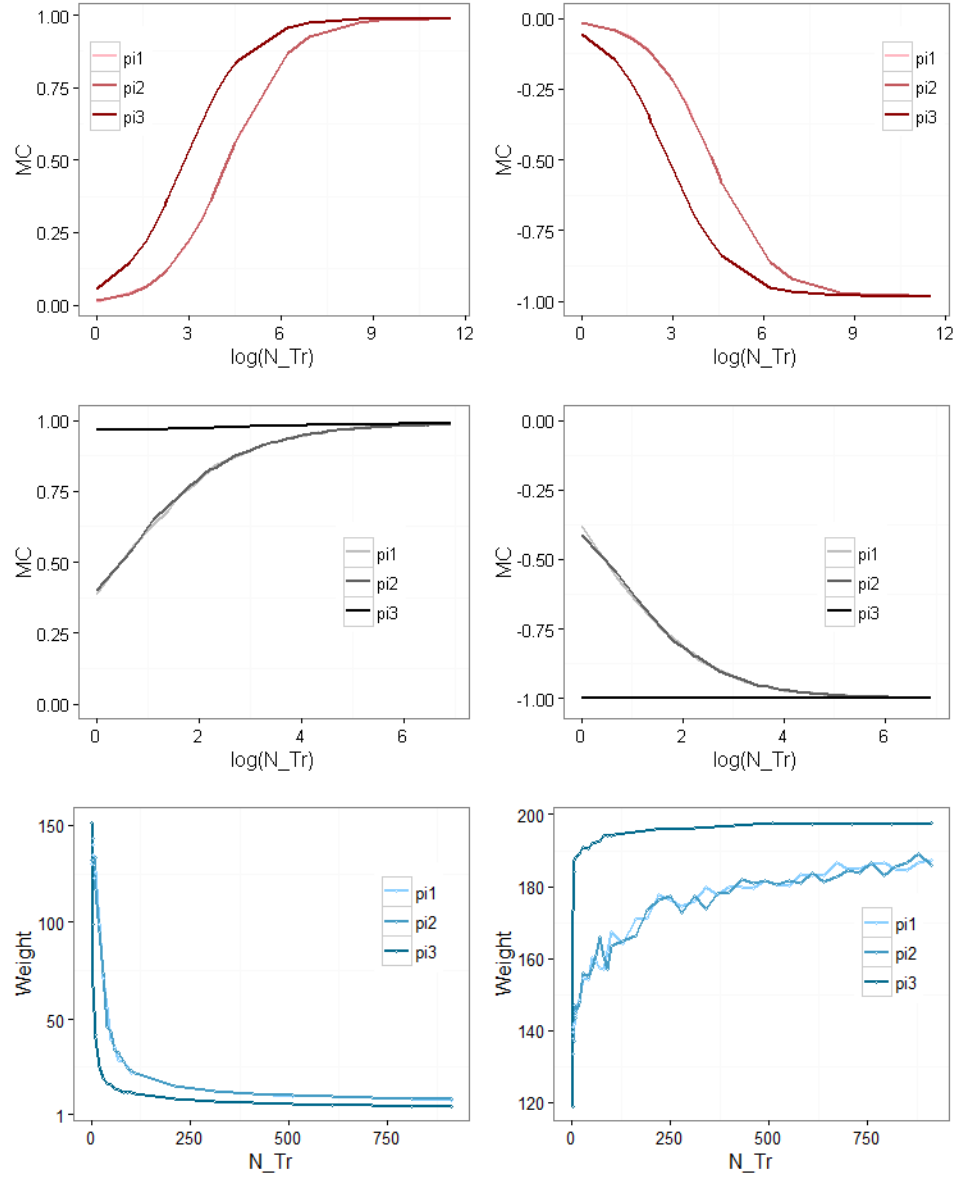 1.00
0.75
0.50
0.25
0.00
MC
pi1
pi2
pi3
0
3
6
9
12
log(N_Tr)
0.00
-0.25
-0.50
-0.75
-1.00
MC
pi1
pi2
pi3
0
3
6
9
12
log(N_Tr)
1.00
0.75
0.50
0.25
0.00
MC
pi1
pi2
pi3
0
2
4
6
log(N_Tr)
0.00
-0.25
-0.50
-0.75
-1.00
MC
pi1
pi2
pi3
0
2
4
6
log(N_Tr)
150
100
50
1
Weight
pi1
pi2
pi3
0
250
500
750
N_Tr
200
180
160
140
120
Weight
pi1
pi2
pi3
0
250
500
750
N_Tr